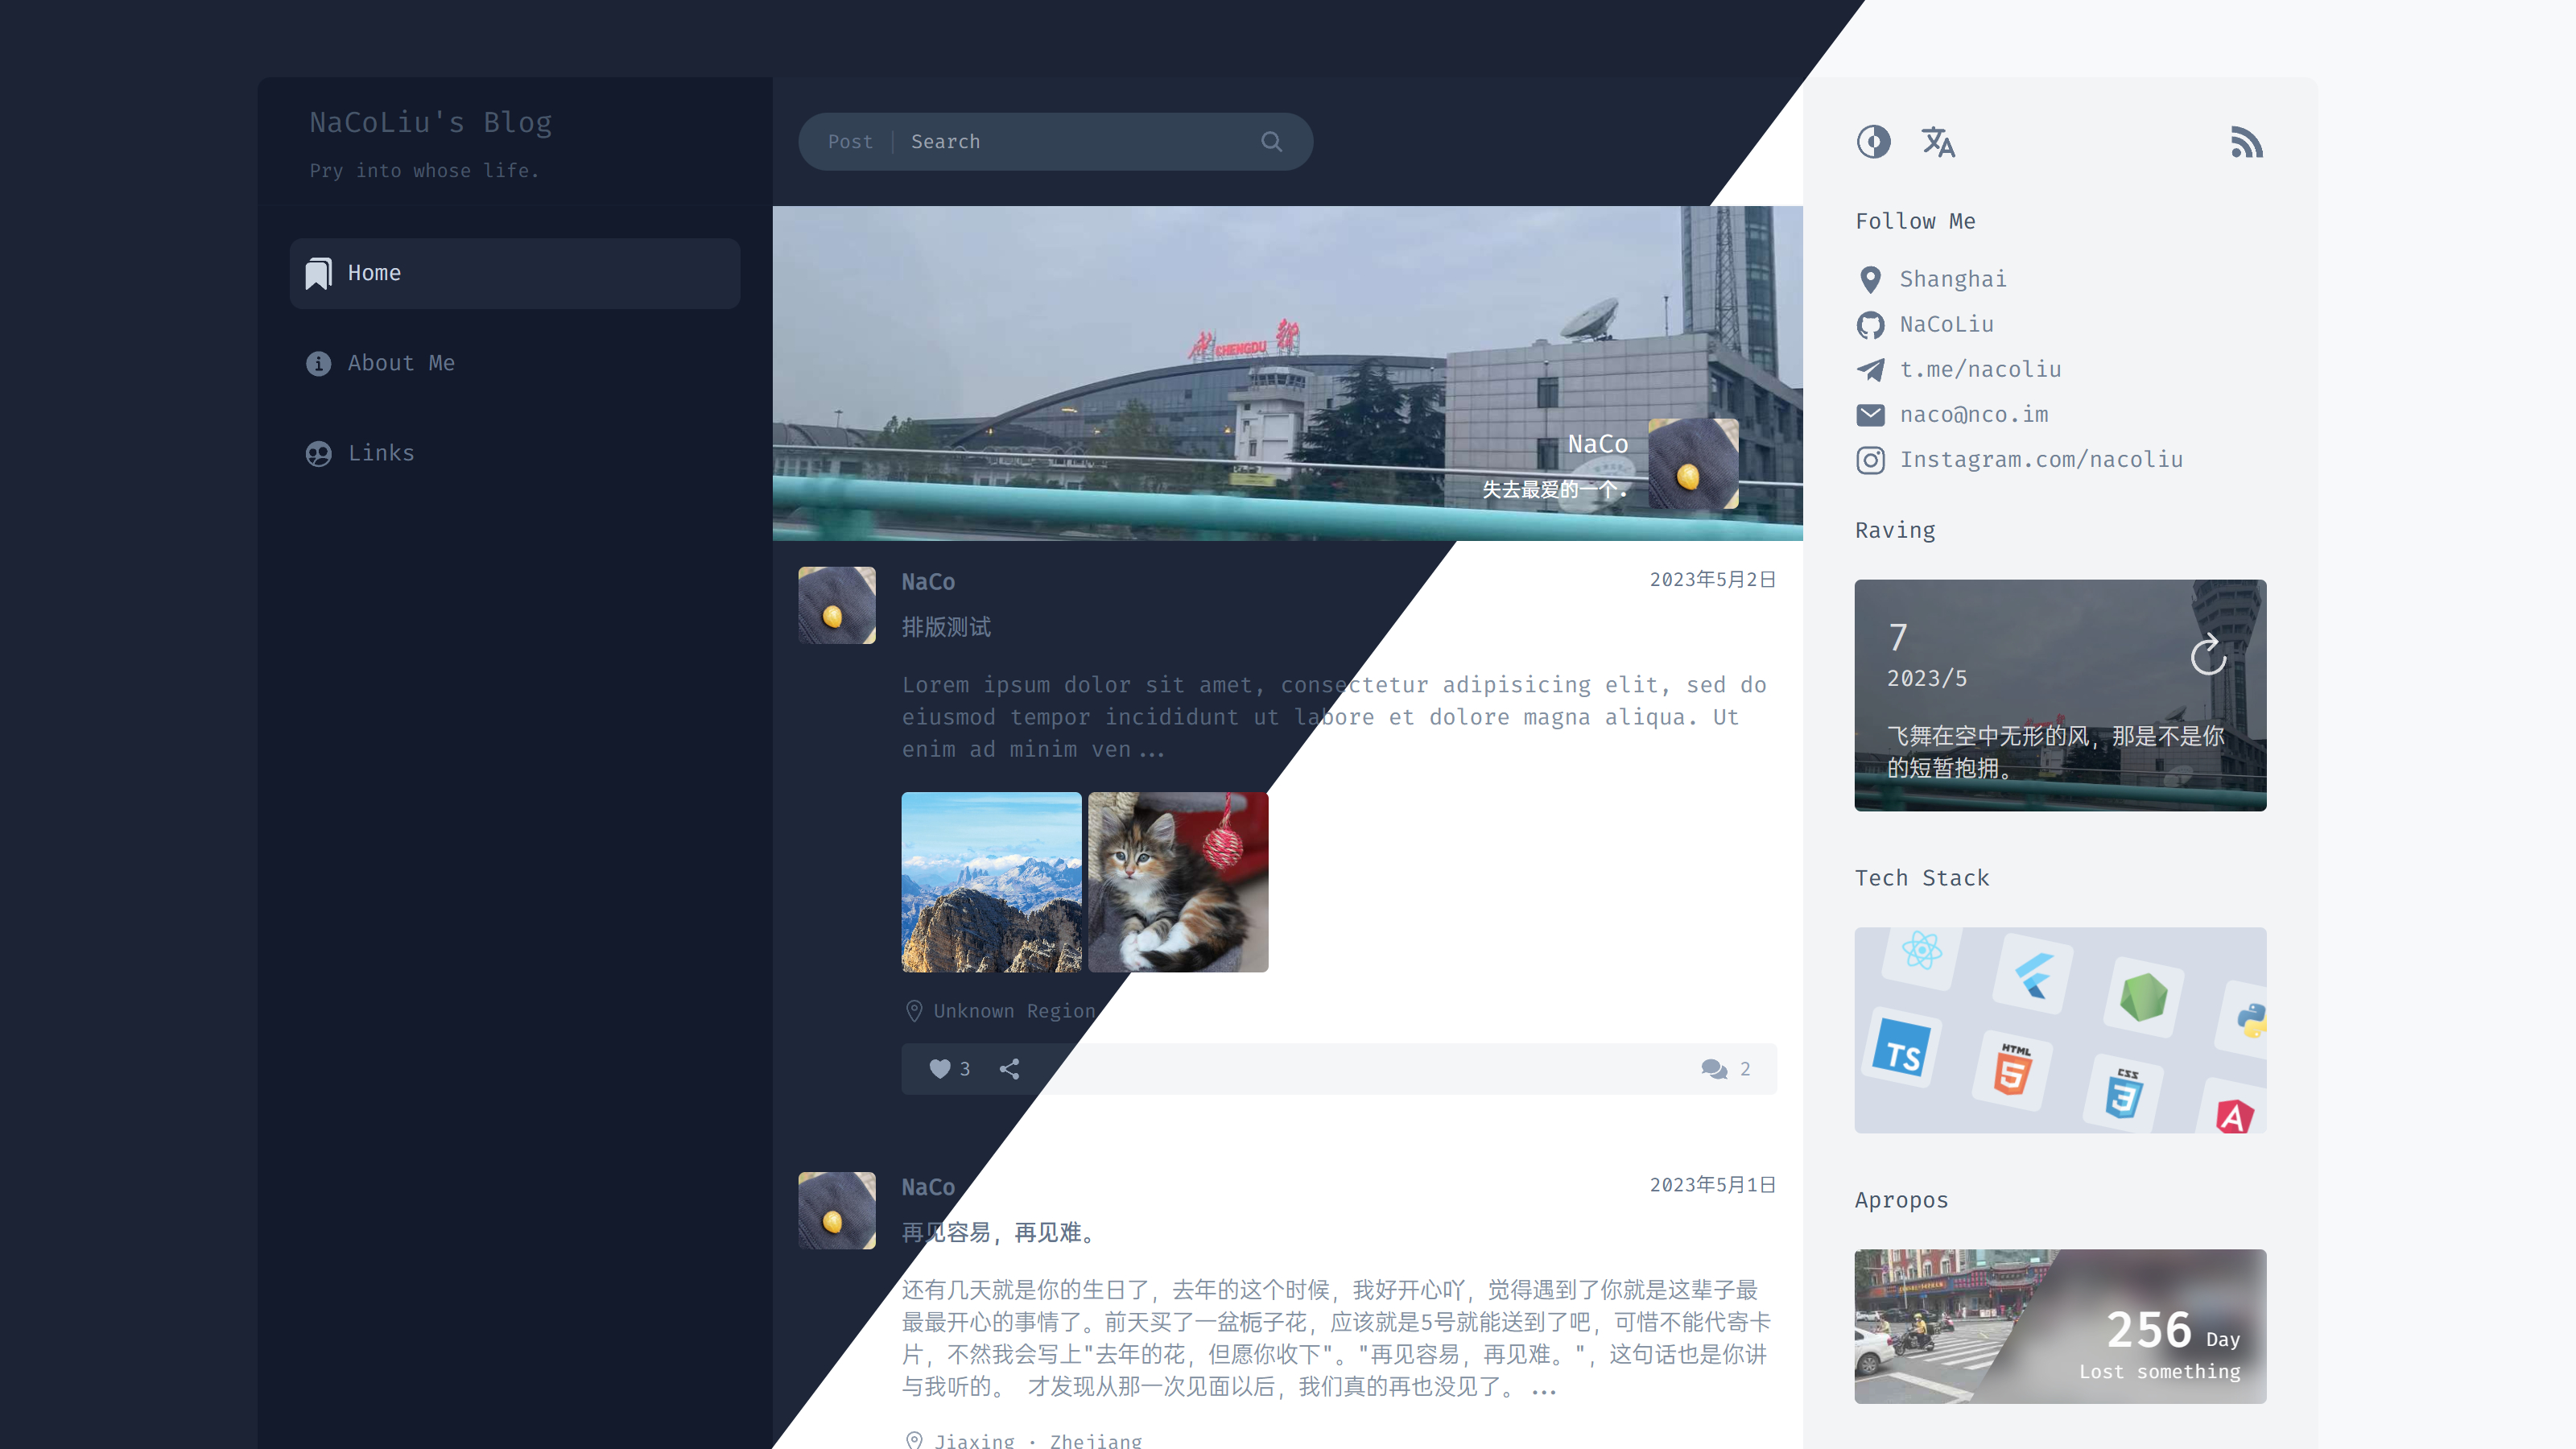 NaCoLiu's Blog
Pry into whose life.
Home
About Me
Links
Post
Search
成都
CHENGDU
NaCo
失去最爱的一个.
NaCo
2023年5月2日
排版测试
Lorem ipsum dolor sit amet, consectetur adipisicing elit, sed do
eiusmod tempor incididunt ut labore et dolore magna aliqua. Ut
enim ad minim ven...
Unknown Region
3
2
NaCo
2023年5月1日
再见容易，再见难。
还有几天就是你的生日了，去年的这个时候，我好开心吖，觉得遇到了你就是这辈子最
最最开心的事情了。前天买了一盆栀子花，应该就是5号就能送到了吧，可惜不能代寄卡
片，不然我会写上"去年的花，但愿你收下"。"再见容易，再见难。"，这句话也是你讲
与我听的。 才发现从那一次见面以后，我们真的再也没见了。 ...
Jiaxing · Zhejiang
Follow Me
Shanghai
NaCoLiu
t.me/nacoliu
naco@nco.im
Instagram.com/nacoliu
Raving
7
2023/5
飞舞在空中无形的风，那是不是你
的短暂抱拥。
Tech Stack
TS
HTML
5
CSS
3
A
Apropos
256 Day
Lost something